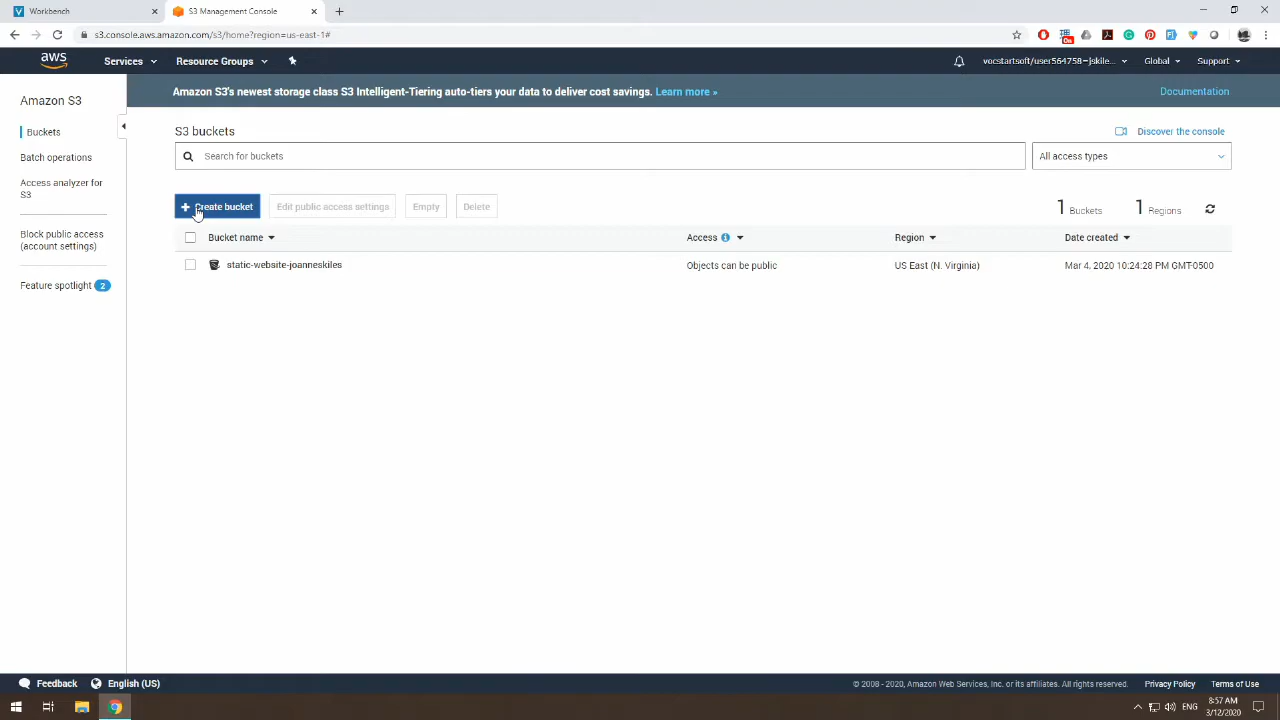 Workbench
S3 Management Console
s3.console.aws.amazon.com/s3/home?region=us-east-1#
aws
Services
Resource Groups
vocstartsoft/user564758=jskile...
Global
Support
Amazon S3's newest storage class S3 Intelligent-Tiering auto-tiers your data to deliver cost savings. Learn more »
Documentation
Amazon S3
Buckets
Batch operations
Access analyzer for
S3
Block public access
(account settings)
Feature spotlight 2
S3 buckets
Discover the console
Search for buckets
All access types
+ Create bucket
Edit public access settings
Empty
Delete
1 Buckets
1 Regions
Bucket name
Access
Region
Date created
static-website-joanneskiles
Objects can be public
US East (N. Virginia)
Mar 4, 2020 10:24:28 PM GMT-0500
Feedback
English (US)
© 2008 - 2020, Amazon Web Services, Inc. or its affiliates. All rights reserved.
Privacy Policy
Terms of Use
ENG
8:57 AM
3/12/2020